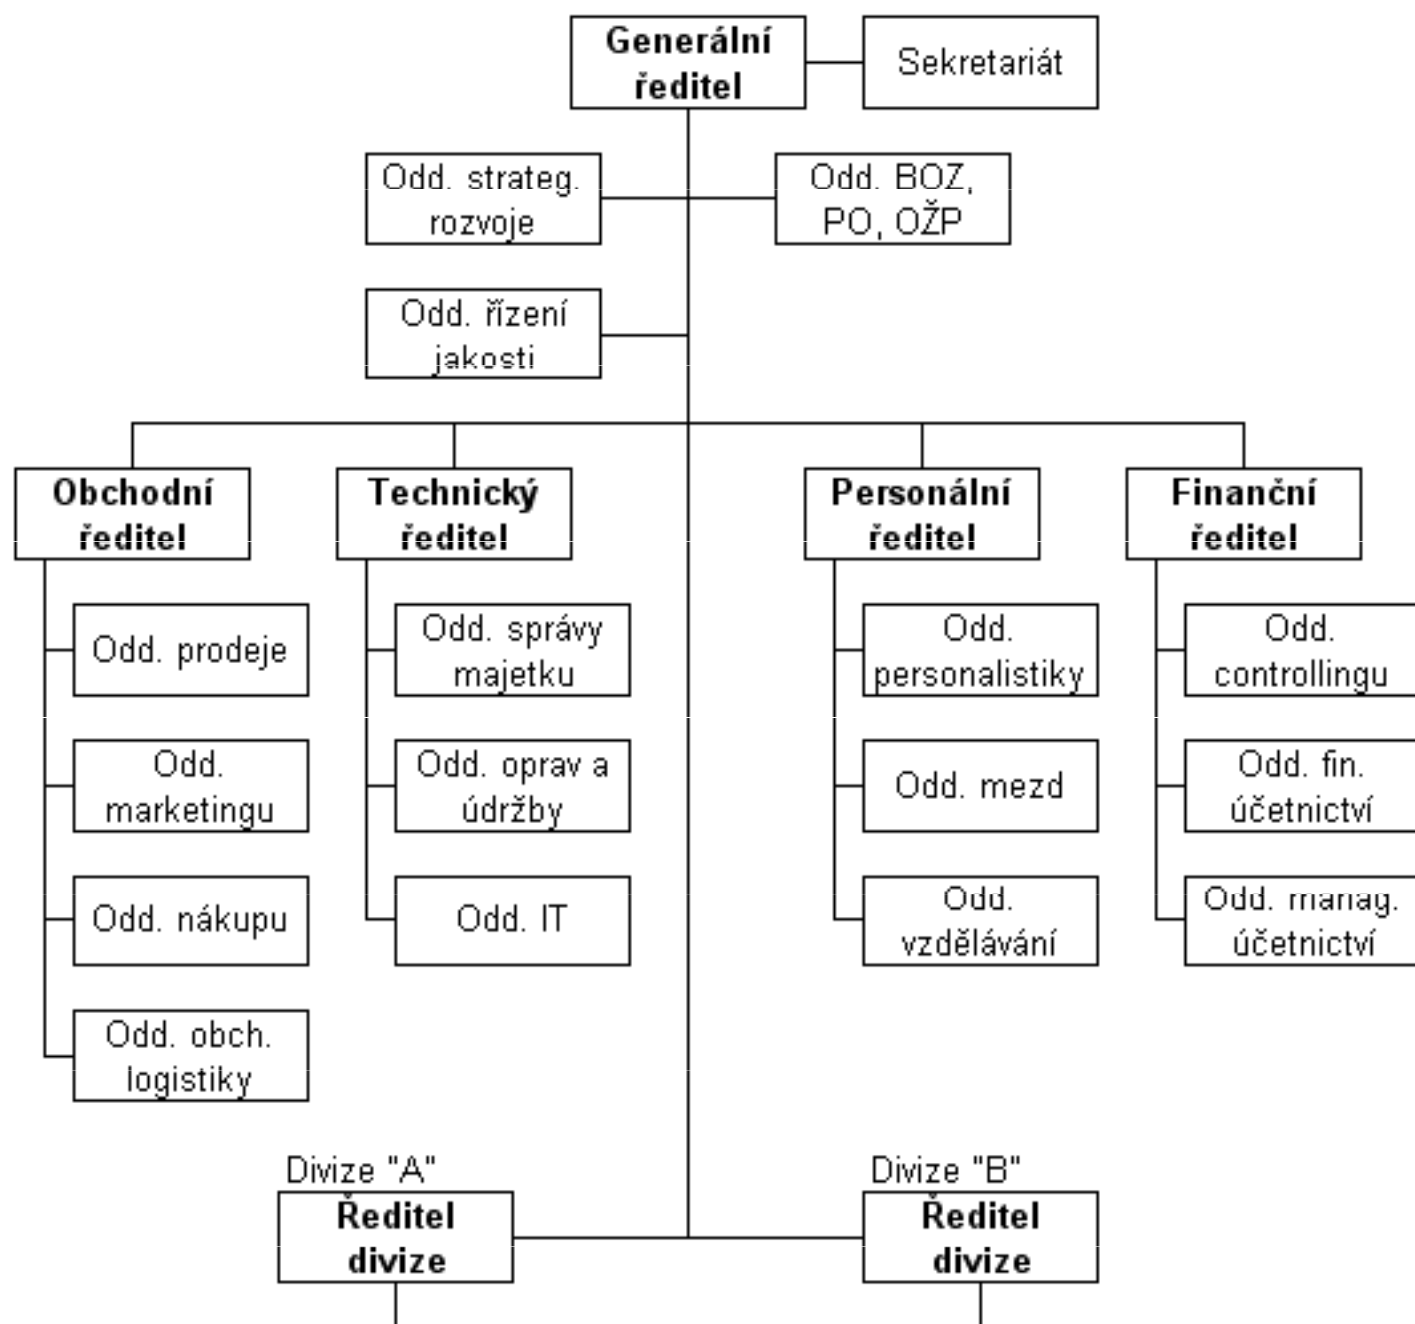 Generální
ředitel
Sekretariát
Odd. strateg.
rozvoje
Odd. BOZ,
PO, OŽP
Odd. řízení
jakosti
Obchodní
ředitel
Technický
ředitel
Personální
ředitel
Finanční
ředitel
Odd. prodeje
Odd. správy
majetku
Odd.
personalistiky
Odd.
controllingu
Odd.
marketingu
Odd. oprav a
údržby
Odd. mezd
Odd. fin.
účetnictví
Odd. nákupu
Odd. IT
Odd.
vzdělávání
Odd. manag.
účetnictví
Odd. obch.
logistiky
Divize "A"
Ředitel
divize
Divize "B"
Ředitel
divize